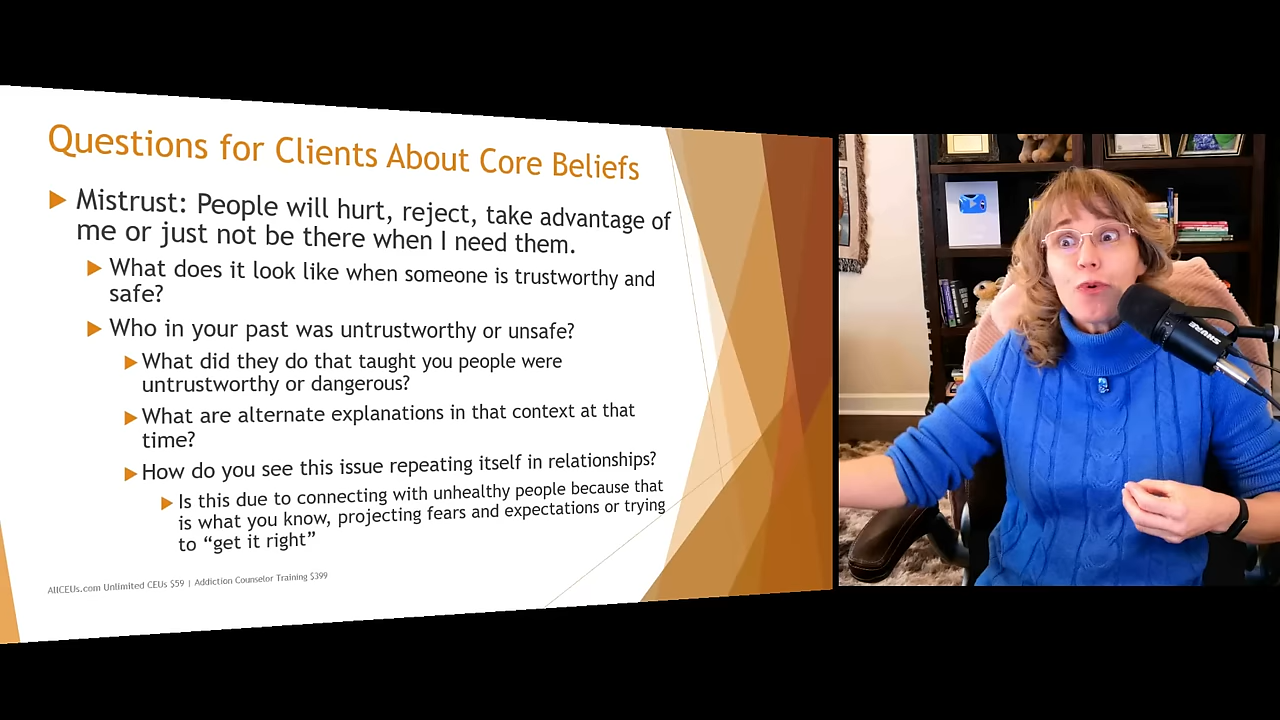 Questions for Clients About Core Beliefs
Mistrust: People will hurt, reject, take advantage of
me or just not be there when I need them.
What does it look like when someone is trustworthy and
safe?
Who in your past was untrustworthy or unsafe?
What did they do that taught you people were
untrustworthy or dangerous?
What are alternate explanations in that context at that
time?
How do you see this issue repeating itself in relationships?
Is this due to connecting with unhealthy people because that
is what you know, projecting fears and expectations or trying
to “get it right”
AllCEUs.com Unlimited CEUs $59 | Addiction Counselor Training $399
SHURE